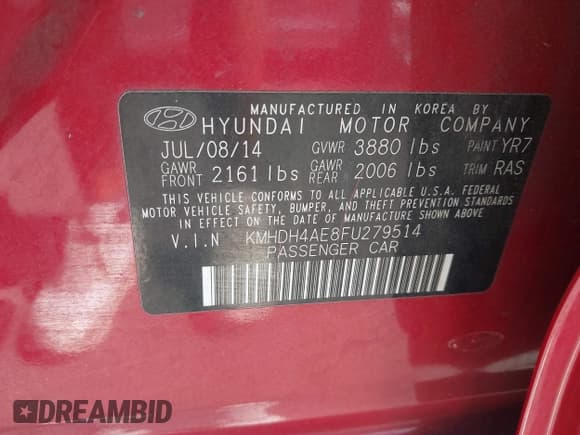 MANUFACTURED IN KOREA BY
HYUNDAI MOTOR COMPANY
JUL/08/14 GVWR 3880 lbs PAINT YR7
GAWR FRONT 2161 lbs GAWR REAR 2006 lbs TRIM RAS
THIS VEHICLE CONFORMS TO ALL APPLICABLE U.S.A. FEDERAL
MOTOR VEHICLE SAFETY, BUMPER, AND THEFT PREVENTION STANDARDS
IN EFFECT ON THE DATE OF MANUFACTURE SHOWN ABOVE
V.I.N KMHDH4AE8FU279514
PASSENGER CAR
DREAMBID